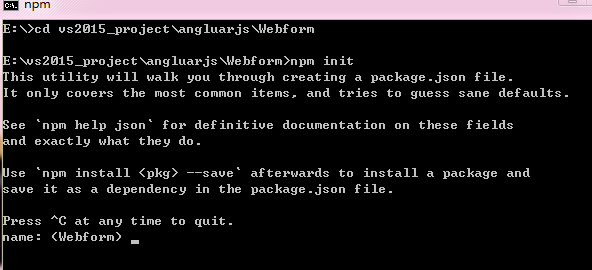 npm
E:\>cd vs2015_project\angluarjs\Webform
E:\vs2015_project\angluarjs\Webform>npm init
This utility will walk you through creating a package.json file.
It only covers the most common items, and tries to guess sane defaults.
See `npm help json` for definitive documentation on these fields
and exactly what they do.
Use `npm install <pkg> --save` afterwards to install a package and
save it as a dependency in the package.json file.
Press ^C at any time to quit.
name: (Webform) _